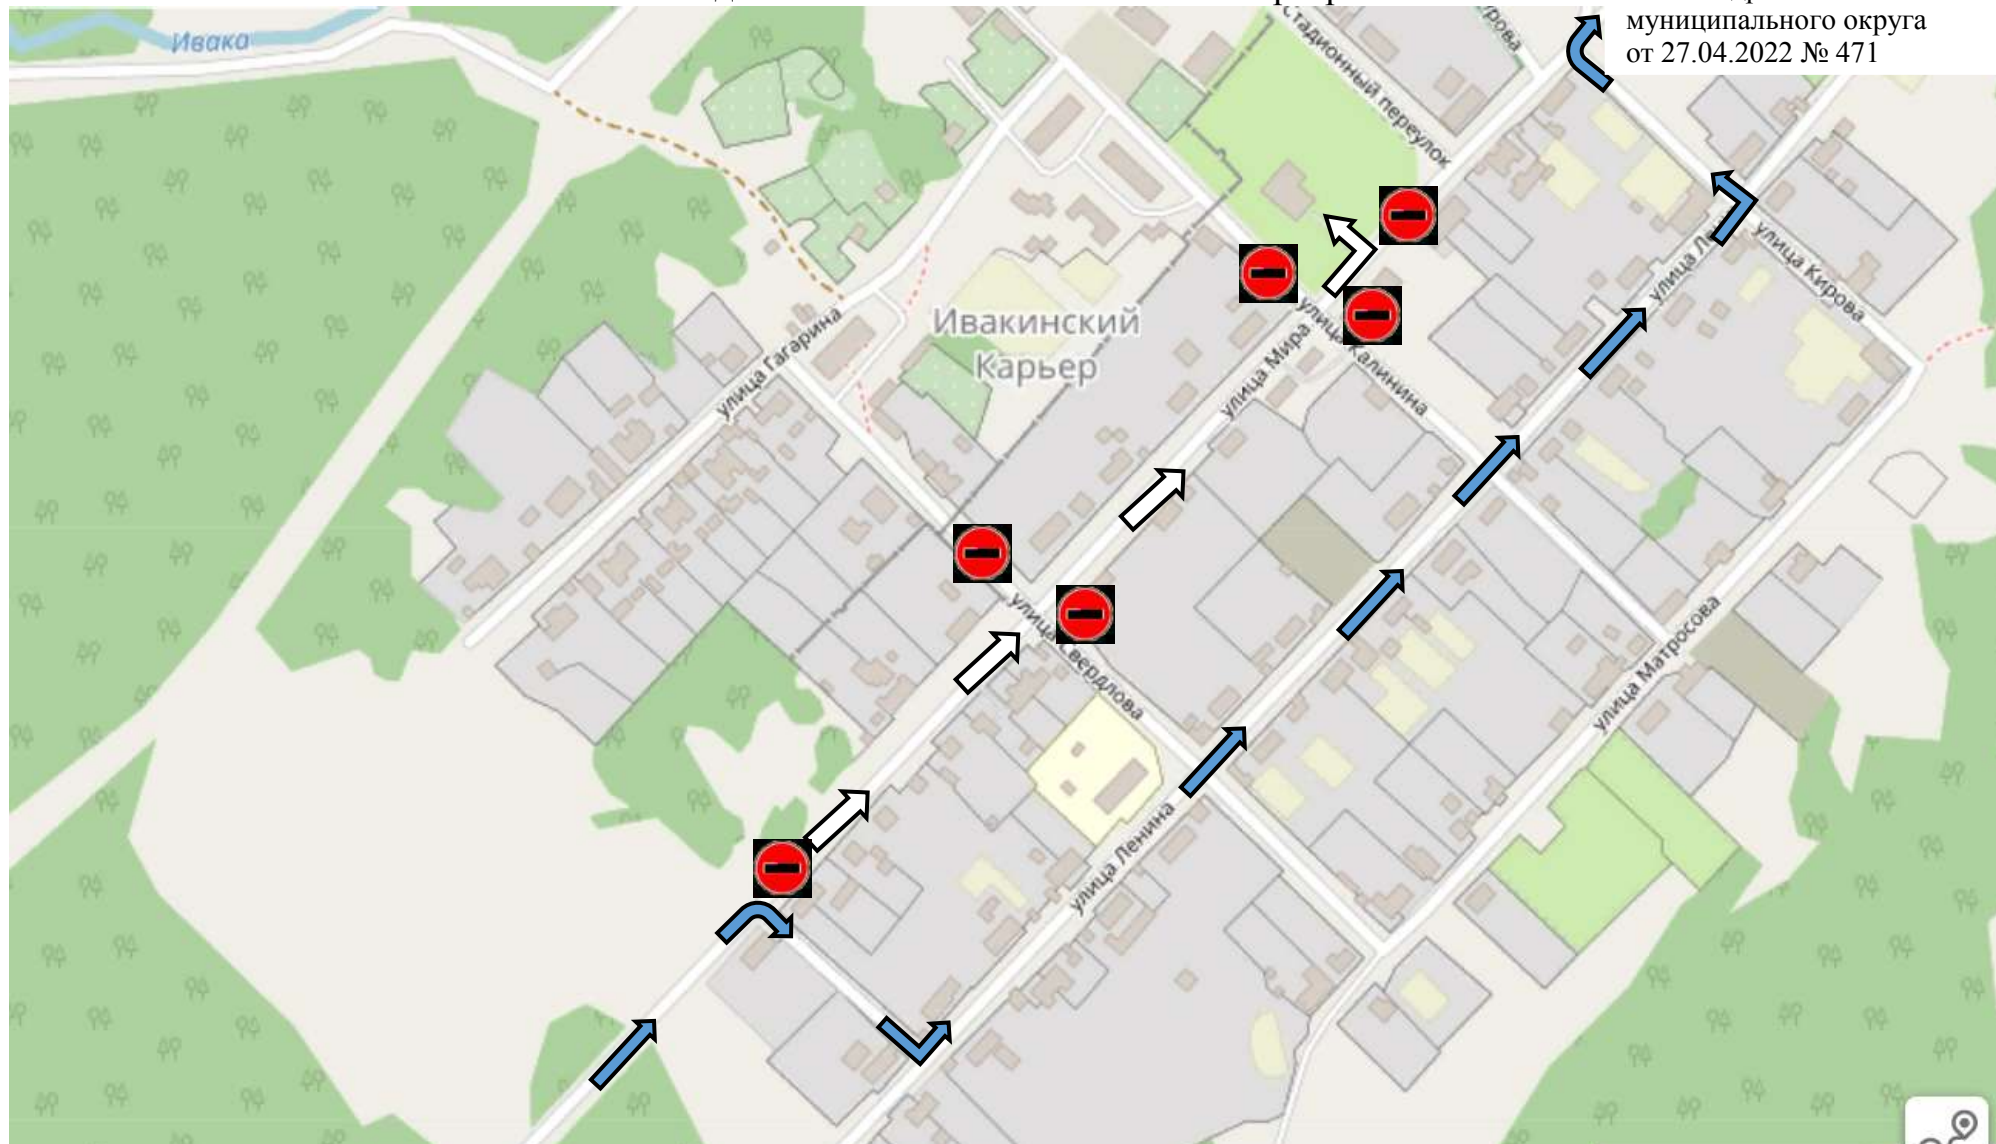 муниципального округа
от 27.04.2022 № 471
Ивака
Стадионный переулок
улица Гагарина
Ивакинский
Карьер
улица Мира
улица Калинина
улица Кирова
улица Свердлова
улица Матросова
улица Ленина